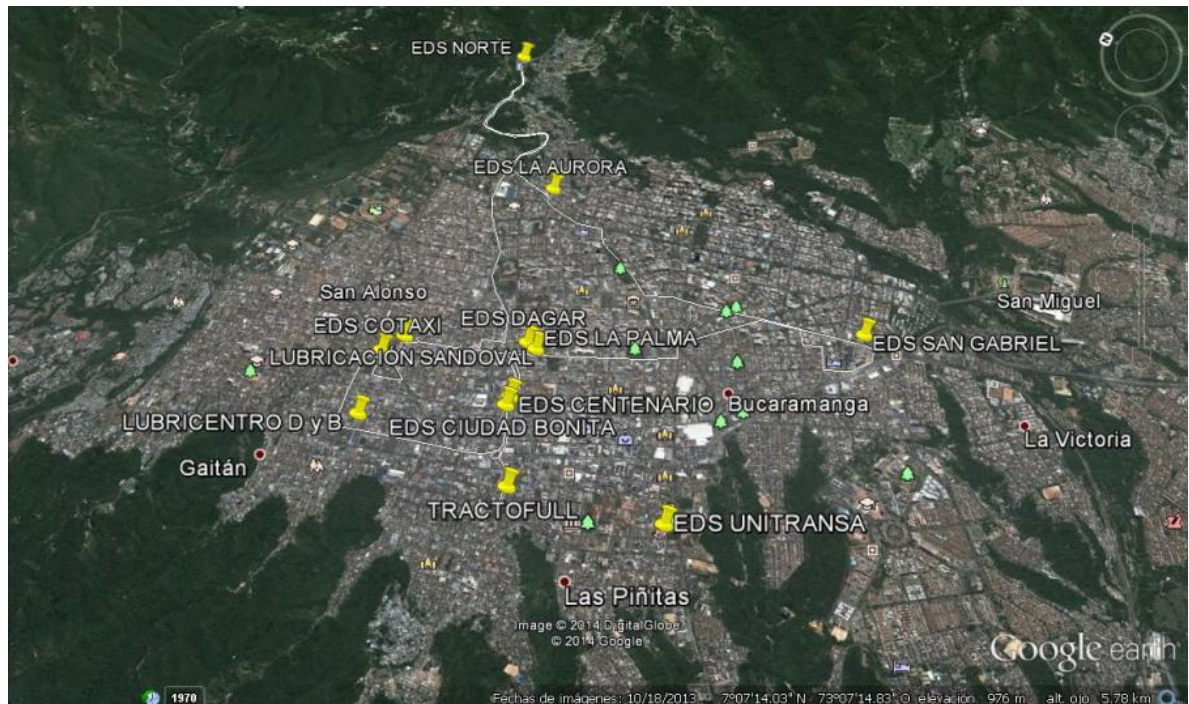 EDS NORTE
EDS LA AURORA
San Alonso
San Miguel
EDS COTAXI
EDS DAGAR
EDS LA PALMA
EDS SAN GABRIEL
LUBRICACIÓN SANDOVAL
EDS CENTENARIO
Bucaramanga
LUBRICENTRO D y B
EDS CIUDAD BONITA
La Victoria
Gaitán
TRACTOFULL
EDS UNITRANSA
Las Piñitas
Image © 2014 DigitalGlobe
© 2014 Google
Google earth
1970
Fechas de imágenes: 10/18/2013 7°07'14.03" N 73°07'14.83" O elevación 976 m alt. ojo 5.78 km